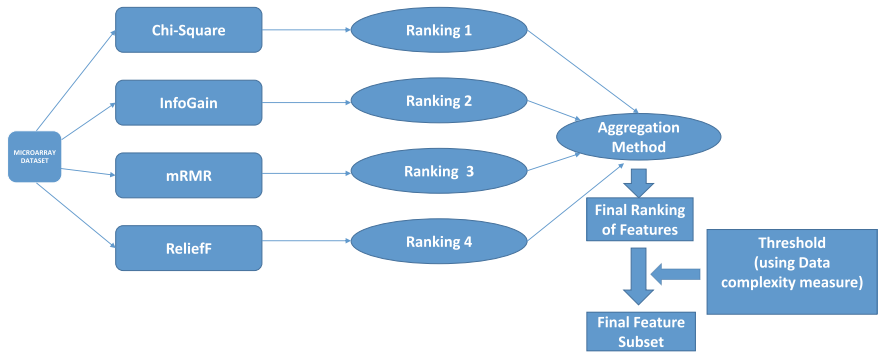 MICROARRAY
DATASET
Chi-Square
InfoGain
mRMR
ReliefF
Ranking 1
Ranking 2
Ranking 3
Ranking 4
Aggregation
Method
Final Ranking
of Features
Threshold
(using Data
complexity measure)
Final Feature
Subset